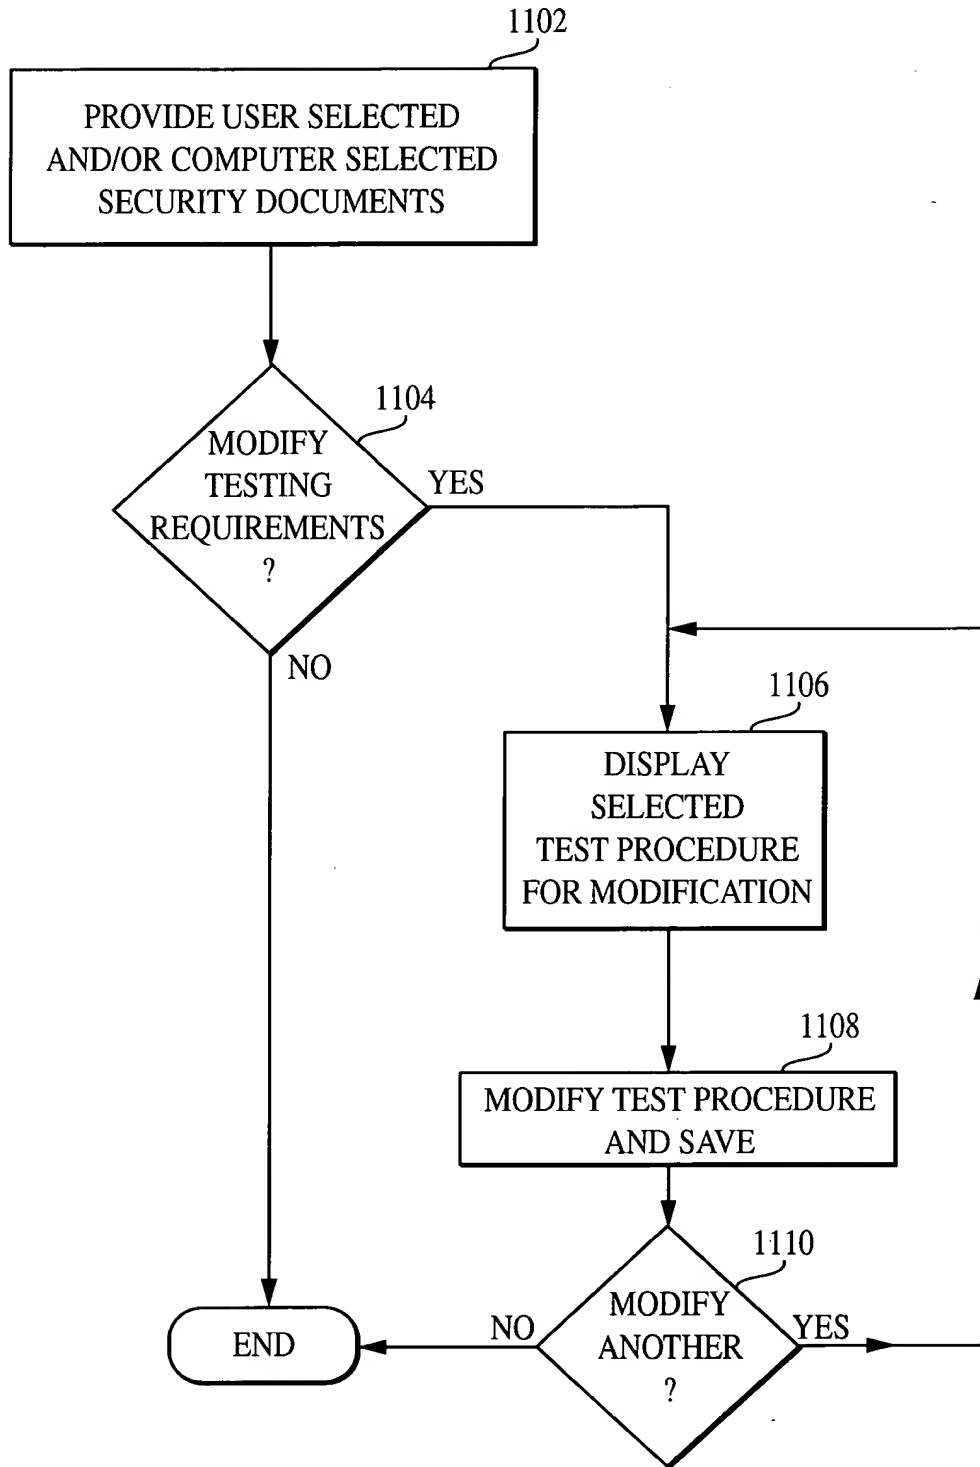 1102
PROVIDE USER SELECTED
AND/OR COMPUTER SELECTED
SECURITY DOCUMENTS
1104
MODIFY
TESTING
REQUIREMENTS
?
YES
NO
1106
DISPLAY
SELECTED
TEST PROCEDURE
FOR MODIFICATION
1108
MODIFY TEST PROCEDURE
AND SAVE
1110
MODIFY
ANOTHER
?
NO
YES
END